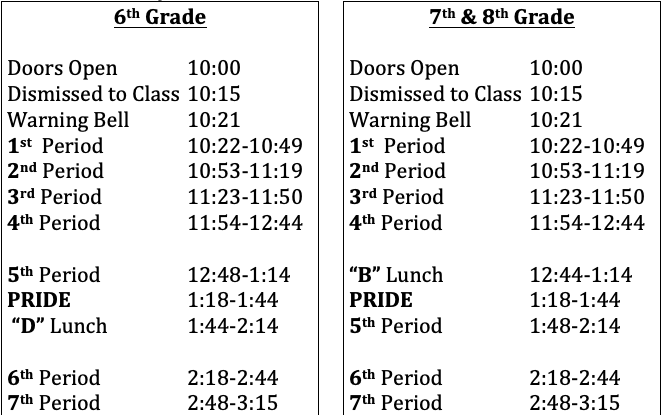 6th Grade
Doors Open 10:00
Dismissed to Class 10:15
Warning Bell 10:21
1st Period 10:22-10:49
2nd Period 10:53-11:19
3rd Period 11:23-11:50
4th Period 11:54-12:44
5th Period 12:48-1:14
PRIDE 1:18-1:44
“D” Lunch 1:44-2:14
6th Period 2:18-2:44
7th Period 2:48-3:15
7th & 8th Grade
Doors Open 10:00
Dismissed to Class 10:15
Warning Bell 10:21
1st Period 10:22-10:49
2nd Period 10:53-11:19
3rd Period 11:23-11:50
4th Period 11:54-12:44
“B” Lunch 12:44-1:14
PRIDE 1:18-1:44
5th Period 1:48-2:14
6th Period 2:18-2:44
7th Period 2:48-3:15